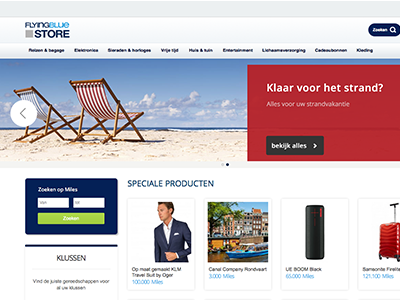 FLYINGBLUE
STORE
Zoeken
Reizen & bagage Elektronica Sieraden & horloges Vrije tijd Huis & tuin Entertainment Lichaamsverzorging Cadeaubonnen Kleding
Klaar voor het strand?
Alles voor uw strandvakantie
bekijk alles
Zoeken op Miles
Van tot
Zoeken
KLUSSEN
Vind de juiste gereedschappen voor
al uw klussen
SPECIALE PRODUCTEN
Op maat gemaakt KLM
Travel Suit by Oger
100.000 Miles
Canal Company Rondvaart
3.000 Miles
UE BOOM Black
65.000 Miles
Samsonite Firelite
121.100 Miles